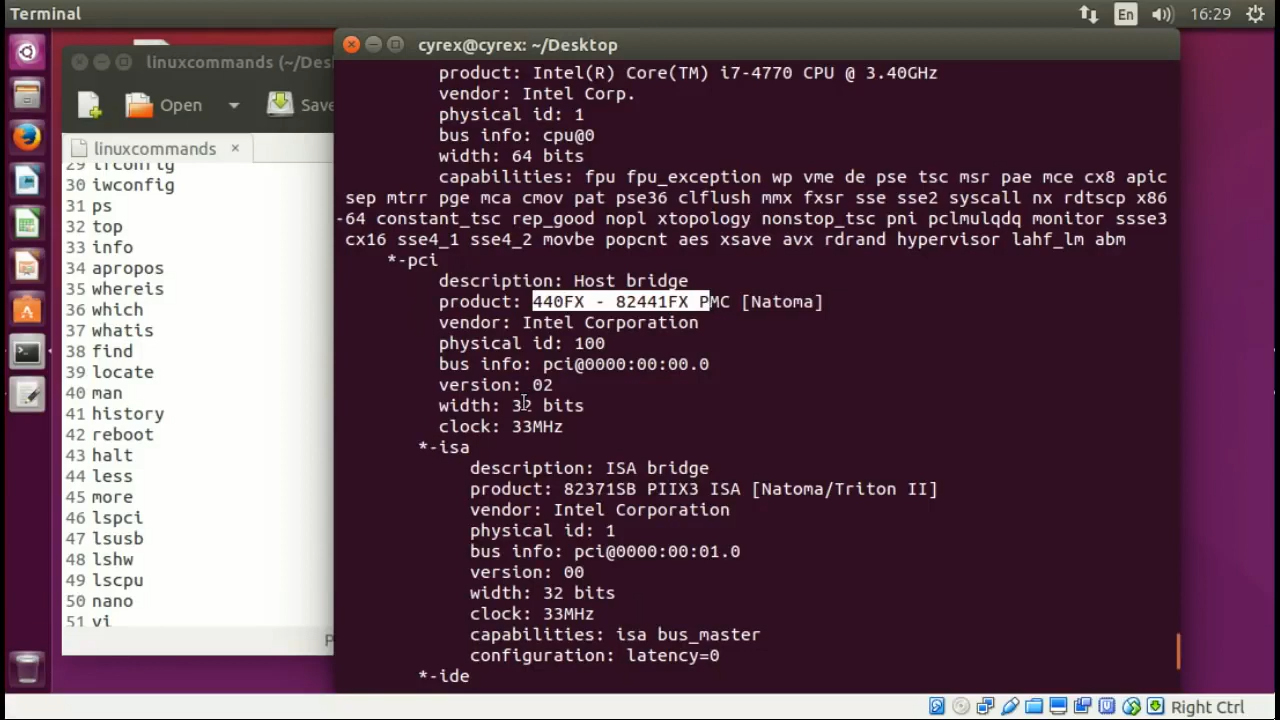 Terminal
En
16:29
linuxcommands (~/Des
Open
Save
linuxcommands ×
29 ifconfig
30 iwconfig
31 ps
32 top
33 info
34 apropos
35 whereis
36 which
37 whatis
38 find
39 locate
40 man
41 history
42 reboot
43 halt
44 less
45 more
46 lspci
47 lsusb
48 lshw
49 lscpu
50 nano
51 vi
P
cyrex@cyrex: ~/Desktop
product: Intel(R) Core(TM) i7-4770 CPU @ 3.40GHz
vendor: Intel Corp.
physical id: 1
bus info: cpu@0
width: 64 bits
capabilities: fpu fpu_exception wp vme de pse tsc msr pae mce cx8 apic
sep mtrr pge mca cmov pat pse36 clflush mmx fxsr sse sse2 syscall nx rdtscp x86
-64 constant_tsc rep_good nopl xtopology nonstop_tsc pni pclmulqdq monitor ssse3
cx16 sse4_1 sse4_2 movbe popcnt aes xsave avx rdrand hypervisor lahf_lm abm
*-pci
description: Host bridge
product: 440FX - 82441FX PMC [Natoma]
vendor: Intel Corporation
physical id: 100
bus info: pci@0000:00:00.0
version: 02
width: 32 bits
clock: 33MHz
*-isa
description: ISA bridge
product: 82371SB PIIX3 ISA [Natoma/Triton II]
vendor: Intel Corporation
physical id: 1
bus info: pci@0000:00:01.0
version: 00
width: 32 bits
clock: 33MHz
capabilities: isa bus_master
configuration: latency=0
*-ide
Right Ctrl